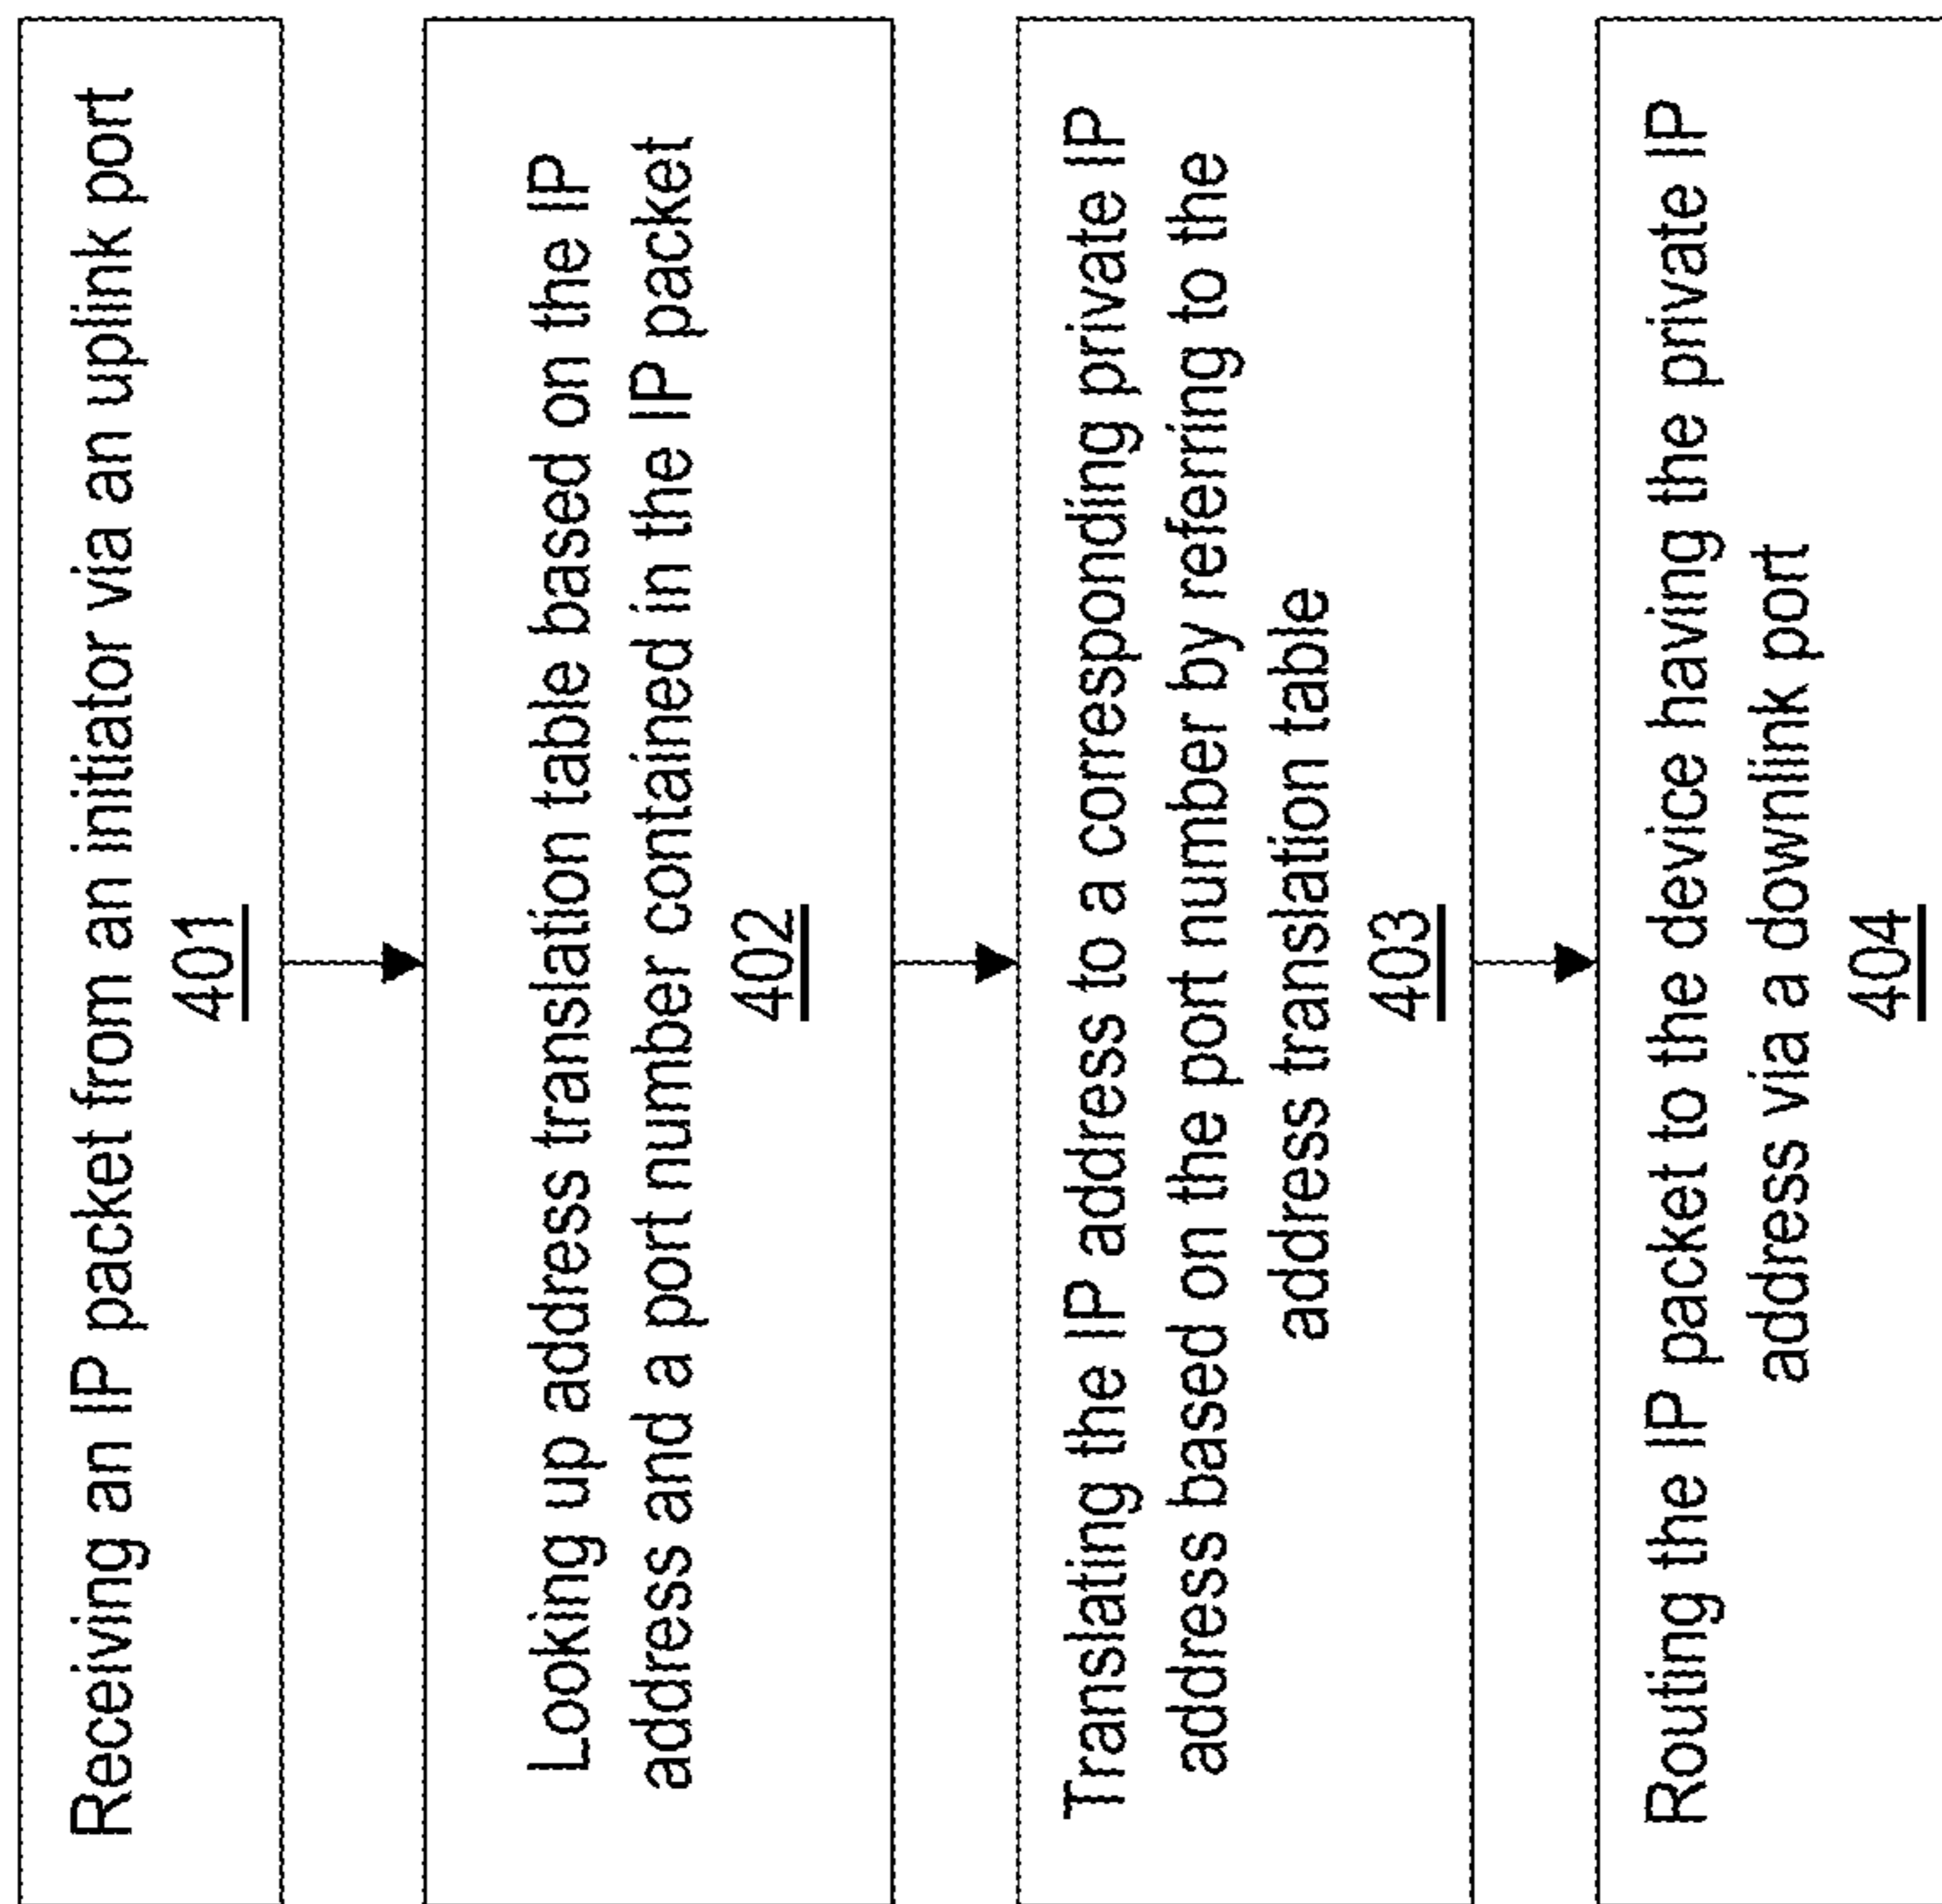 Receiving an IP packet from an initiator via an uplink port
401
Looking up address translation table based on the IP
address and a port number contained in the IP packet
402
Translating the IP address to a corresponding private IP
address based on the port number by referring to the
address translation table
403
Routing the IP packet to the device having the private IP
address via a downlink port
404